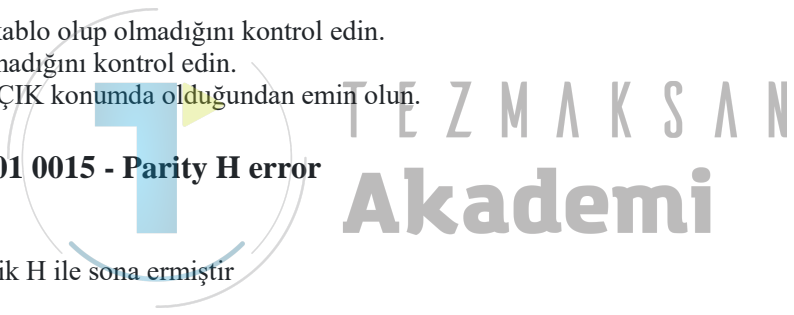 tablo olup olmadığını kontrol edin.
madığını kontrol edin.
ÇIK konumda olduğundan emin olun.
TEZMAKSAN
Akademi
01 0015 - Parity H error
ik H ile sona ermiştir